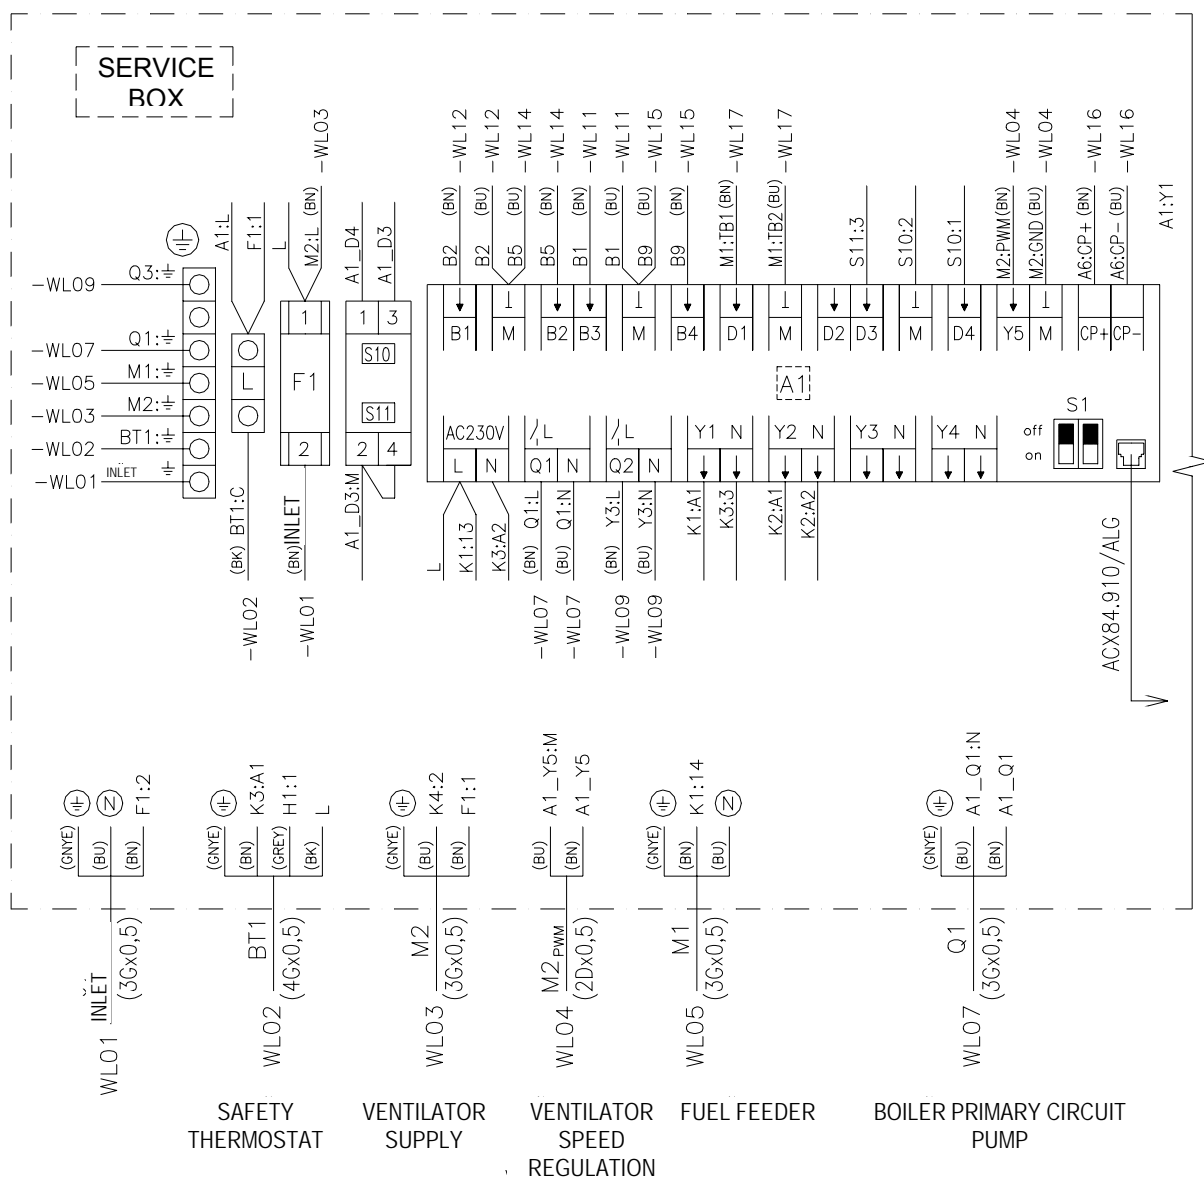 SERVICE
BOX
-WL03
-WL12
-WL12
-WL14
-WL14
-WL11
-WL11
-WL15
-WL15
-WL17
-WL17
-WL04
-WL04
-WL16
-WL16
A1:Y1
A1:L
F1:1
L
M2:L (BN)
A1_D4
A1_D3
B2 (BN)
B2 (BU)
B5 (BU)
B5 (BN)
B1 (BN)
B1 (BU)
B9 (BU)
B9 (BN)
M1:TB1 (BN)
M1:TB2 (BU)
S11:3
S10:2
S10:1
M2:PWM (BN)
M2:GND (BU)
A6:CP+ (BN)
A6:CP- (BU)
-WL09 Q3:
-WL07 Q1:
-WL05 M1:
-WL03 M2:
-WL02 BT1:
-WL01 INLET
L
1
F1
2
1 3
S10
S11
2 4
B1 M B2 B3 M B4 D1 M D2 D3 M D4 Y5 M CP+ CP-
A1
S1
off
on
AC230V
L N
L
Q1 N
L
Q2 N
Y1 N
Y2 N
Y3 N
Y4 N
(BK) BT1:C
(BN) INLET
A1_D3:M
L
K1:13
K3:A2
(BN) Q1:L
(BU) Q1:N
(BN) Y3:L
(BU) Y3:N
K1:A1
K3:3
K2:A1
K2:A2
ACX84.910/ALG
-WL02
-WL01
-WL07
-WL07
-WL09
-WL09
N
F1:2
K3:A1
H1:1
L
K4:2
F1:1
A1_Y5:M
A1_Y5
K1:14
N
A1_Q1:N
A1_Q1
(GNYE)
(BU)
(BN)
(GNYE)
(BN)
(GREY)
(BK)
(GNYE)
(BU)
(BN)
(BU)
(BN)
(GNYE)
(BN)
(BU)
(GNYE)
(BU)
(BN)
WL01 INLET
(3Gx0,5)
WL02 BT1
(4Gx0,5)
WL03 M2
(3Gx0,5)
WL04 M2 PWM
(2Dx0,5)
WL05 M1
(3Gx0,5)
WL07 Q1
(3Gx0,5)
SAFETY
THERMOSTAT
VENTILATOR
SUPPLY
VENTILATOR
SPEED
REGULATION
FUEL FEEDER
BOILER PRIMARY CIRCUIT
PUMP